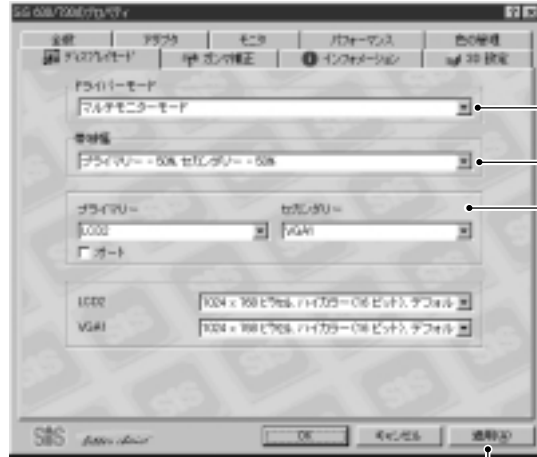 SiS 630/730のプロパティ
全般 アダプタ モニタ パフォーマンス 色の管理
ディスプレイモード ガンマ補正 インフォメーション 3D 設定
ドライバーモード
マルチモニターモード
帯域幅
プライマリー - 50%, セカンダリー - 50%
プライマリー セカンダリー
LCD2 VGA1
オート
LCD2 1024 x 768 ピクセル, ハイカラー (16 ビット), デフォル
VGA1 1024 x 768 ピクセル, ハイカラー (16 ビット), デフォル
SiS OK キャンセル 適用(A)